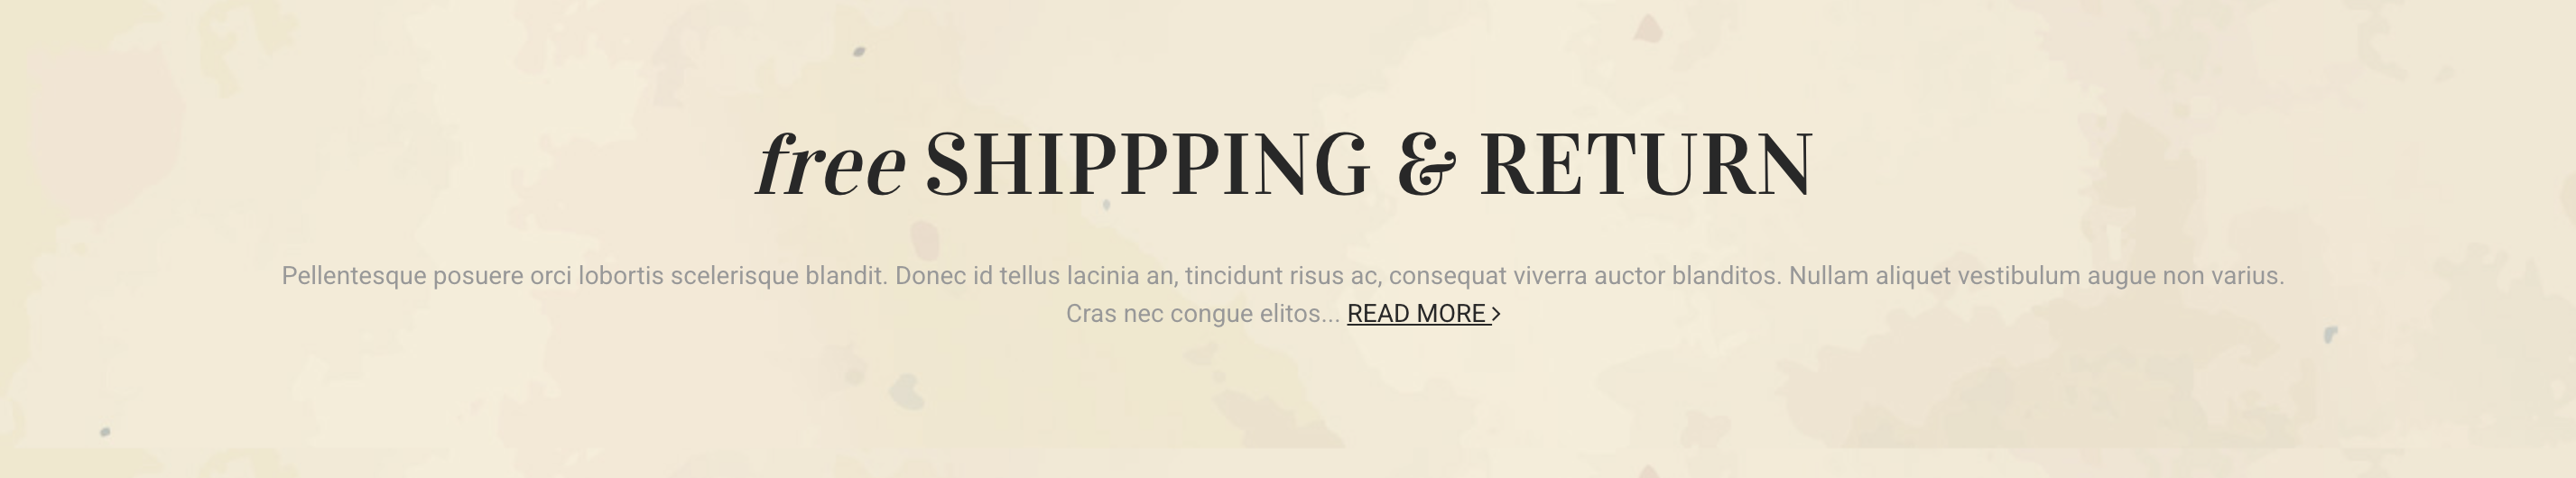 free SHIPPPING & RETURN
Pellentesque posuere orci lobortis scelerisque blandit. Donec id tellus lacinia an, tincidunt risus ac, consequat viverra auctor blanditos. Nullam aliquet vestibulum augue non varius.
Cras nec congue elitos... READ MORE >